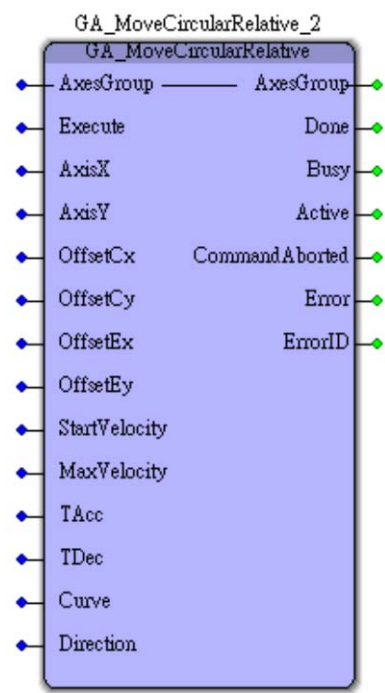 GA_MoveCircularRelative_2
GA_MoveCircularRelative
AxesGroup AxesGroup
Execute Done
AxisX Busy
AxisY Active
OffsetCx CommandAborted
OffsetCy Error
OffsetEx ErrorID
OffsetEy
StartVelocity
MaxVelocity
TAcc
TDec
Curve
Direction